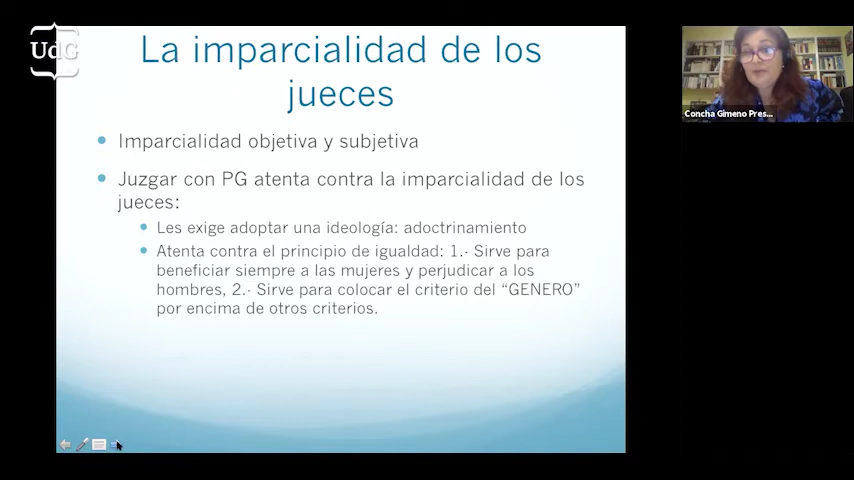 UdG
La imparcialidad de los
jueces
Imparcialidad objetiva y subjetiva
Juzgar con PG atenta contra la imparcialidad de los
jueces:
Les exige adoptar una ideología: adoctrinamiento
Atenta contra el principio de igualdad: 1.- Sirve para
beneficiar siempre a las mujeres y perjudicar a los
hombres, 2.- Sirve para colocar el criterio del “GENERO”
por encima de otros criterios.
Concha Gimeno Pres...